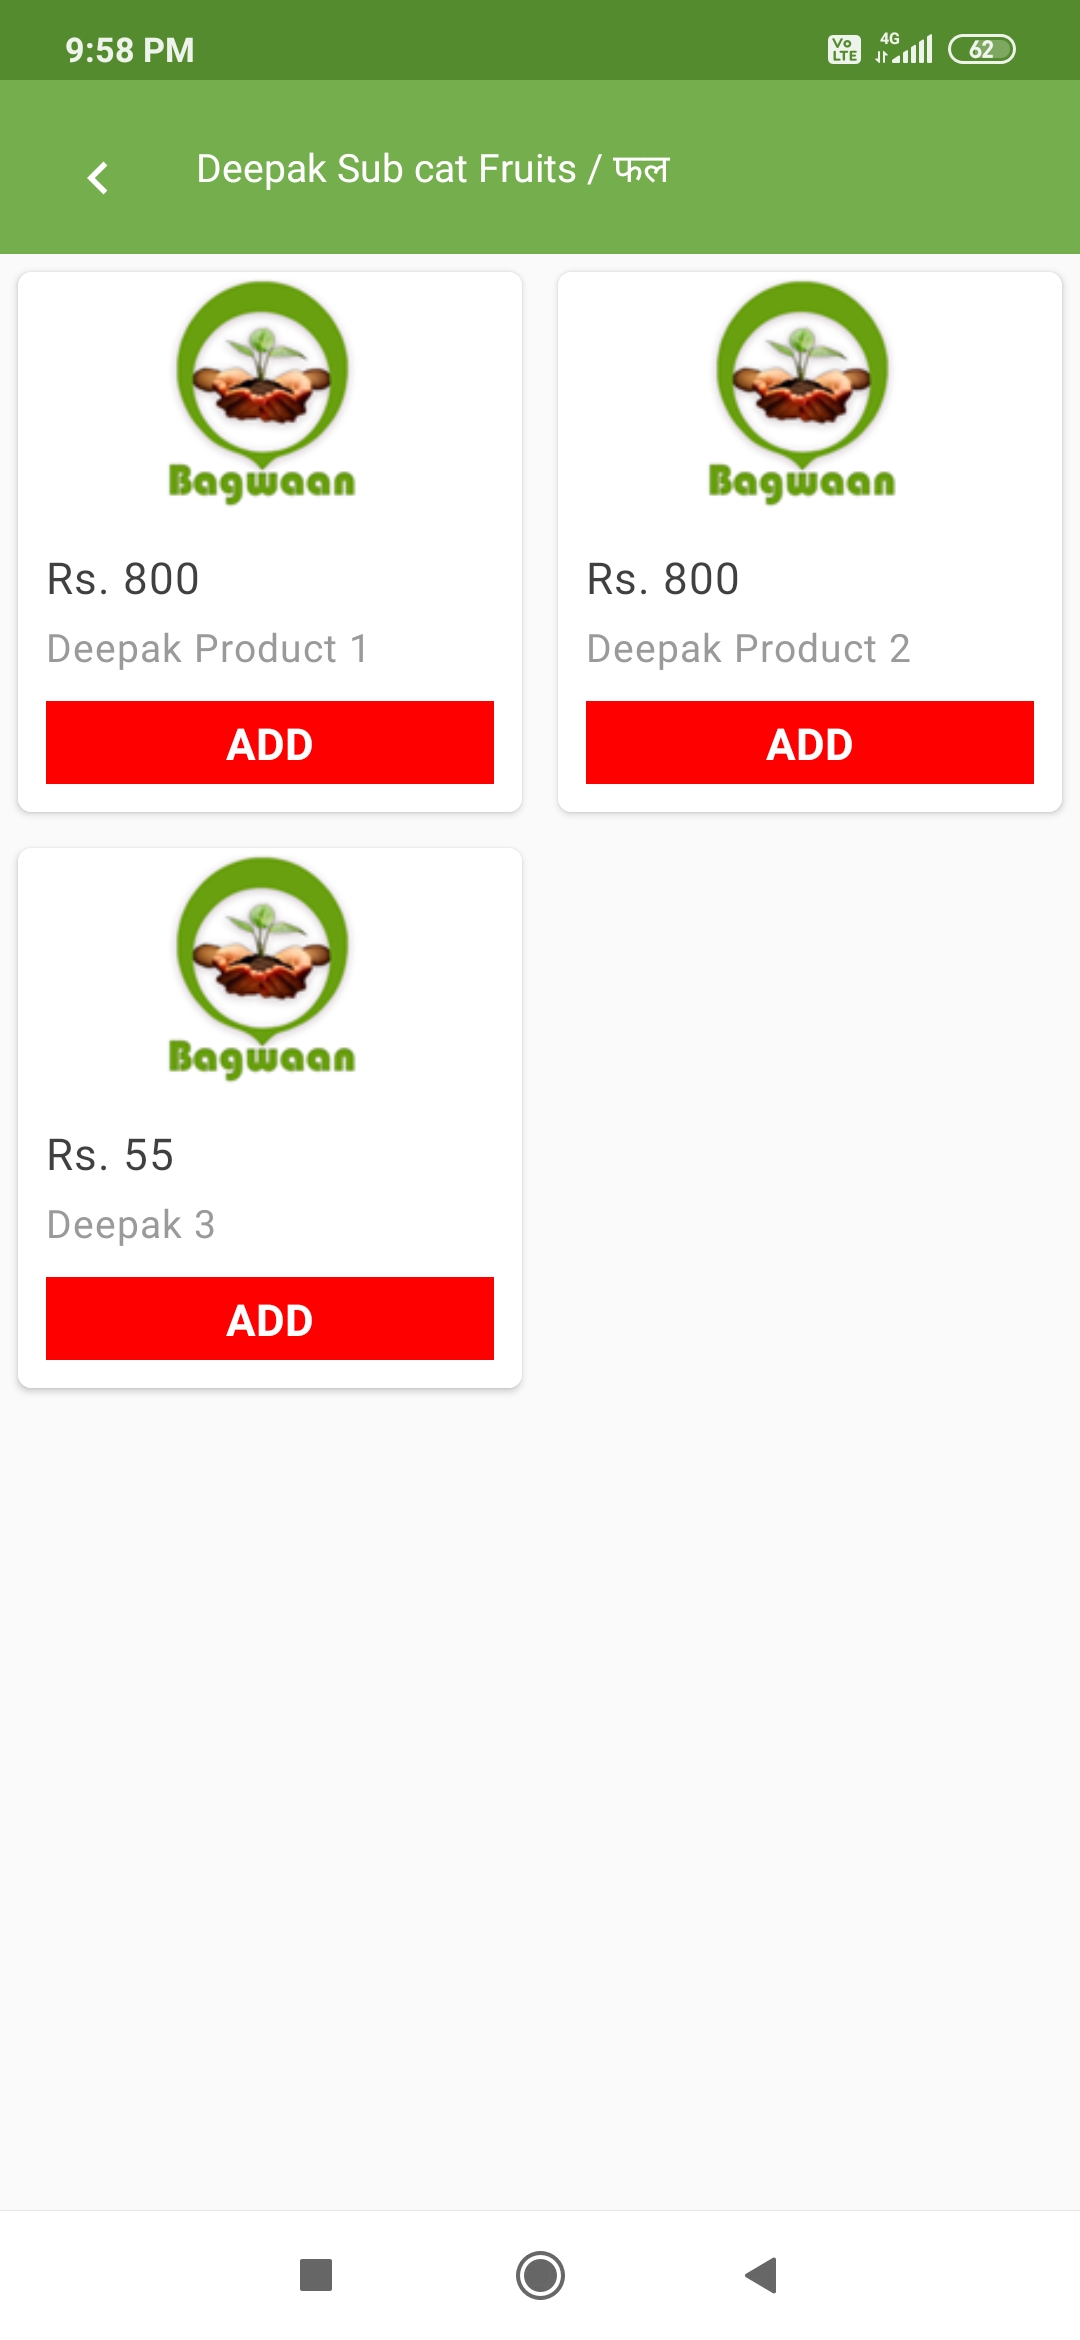 9:58 PM
Vo LTE 4G 62
Deepak Sub cat Fruits / फल
Bagwaan
Rs. 800
Deepak Product 1
ADD
Bagwaan
Rs. 800
Deepak Product 2
ADD
Bagwaan
Rs. 55
Deepak 3
ADD